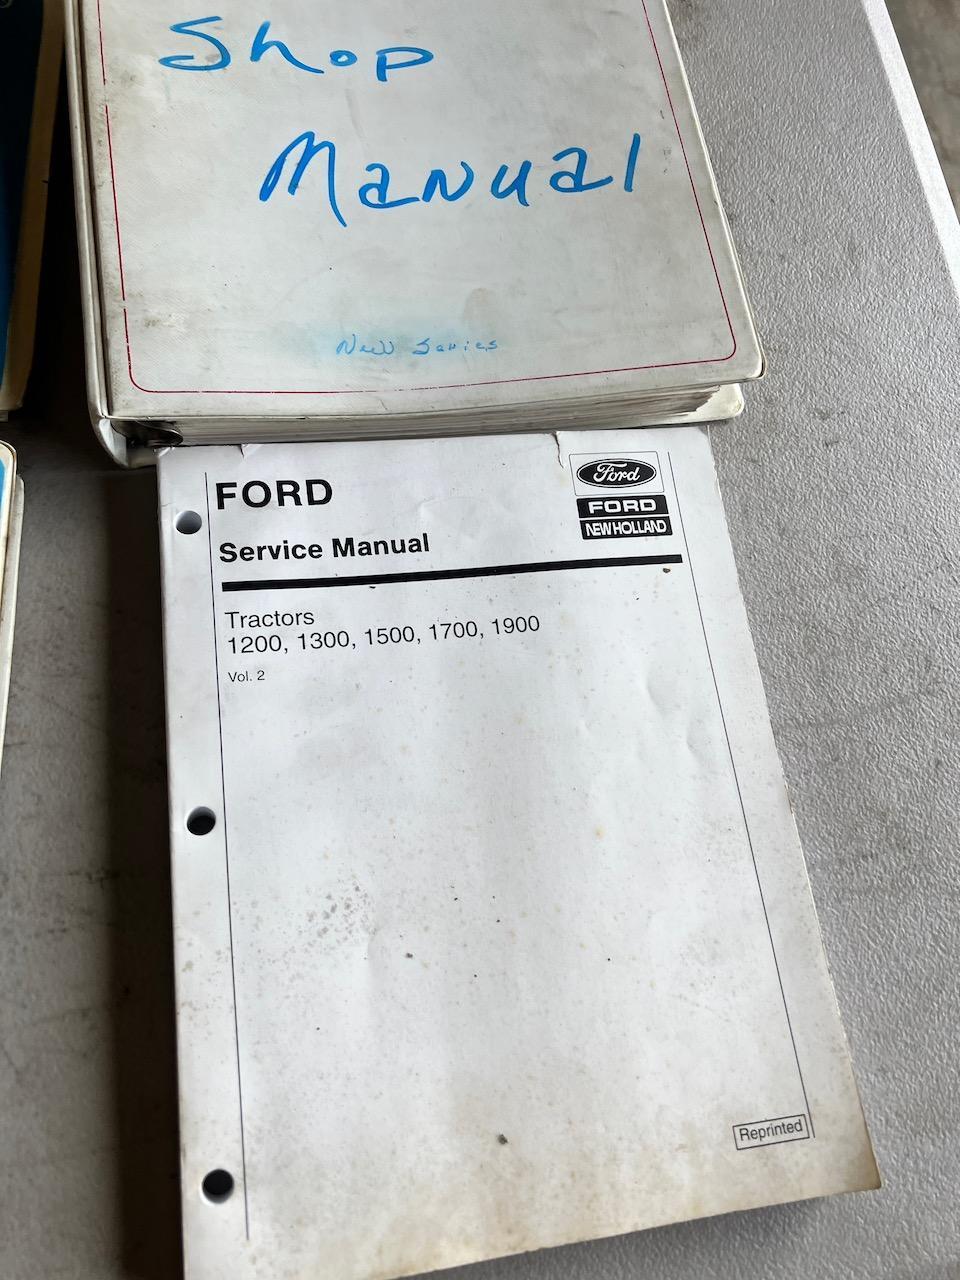 Shop
Manual
New Series
FORD
Ford
FORD
NEW HOLLAND
Service Manual
Tractors
1200, 1300, 1500, 1700, 1900
Vol. 2
Reprinted